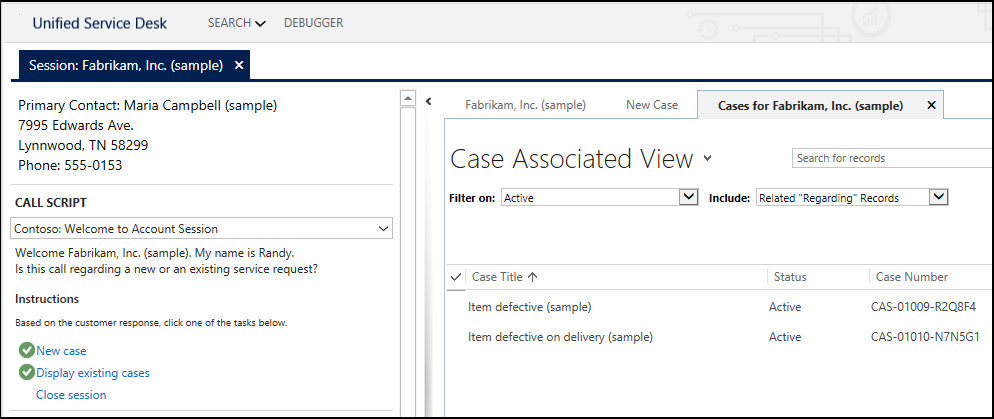 Unified Service Desk
SEARCH
DEBUGGER
Session: Fabrikam, Inc. (sample) ×
Primary Contact: Maria Campbell (sample)
7995 Edwards Ave.
Lynnwood, TN 58299
Phone: 555-0153
CALL SCRIPT
Contoso: Welcome to Account Session
Welcome Fabrikam, Inc. (sample). My name is Randy.
Is this call regarding a new or an existing service request?
Instructions
Based on the customer response, click one of the tasks below.
New case
Display existing cases
Close session
Fabrikam, Inc. (sample)
New Case
Cases for Fabrikam, Inc. (sample) ×
Case Associated View
Search for records
Filter on: Active
Include: Related "Regarding" Records
Case Title ↑ Status Case Number
Item defective (sample) Active CAS-01009-R2Q8F4
Item defective on delivery (sample) Active CAS-01010-N7N5G1